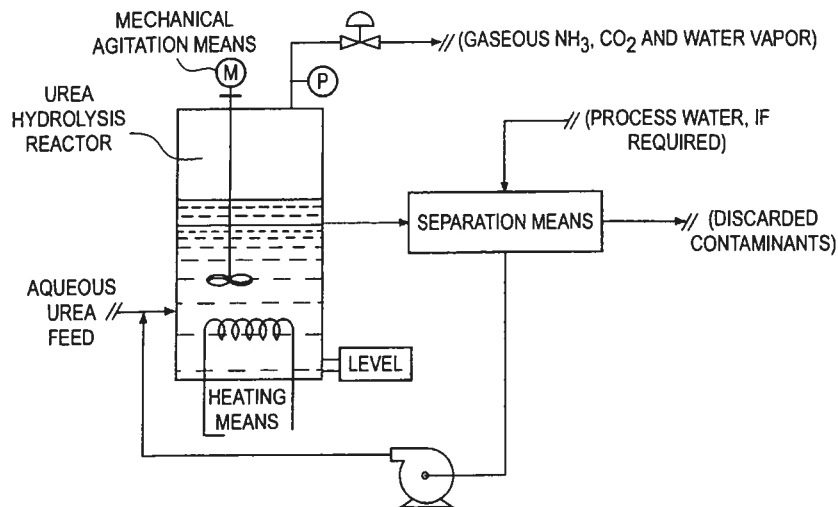 MECHANICAL
AGITATION MEANS
M
P
(GASEOUS NH₃, CO₂ AND WATER VAPOR)
UREA
HYDROLYSIS
REACTOR
(PROCESS WATER, IF
REQUIRED)
SEPARATION MEANS
(DISCARDED
CONTAMINANTS)
AQUEOUS
UREA
FEED
LEVEL
HEATING
MEANS